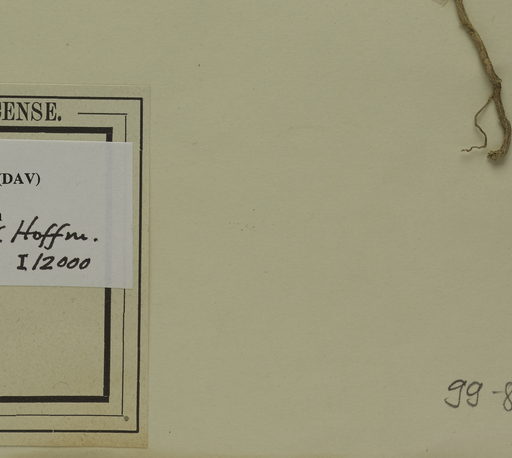 ENSE.
(DAV)
Hoffm.
I/2000
99-8